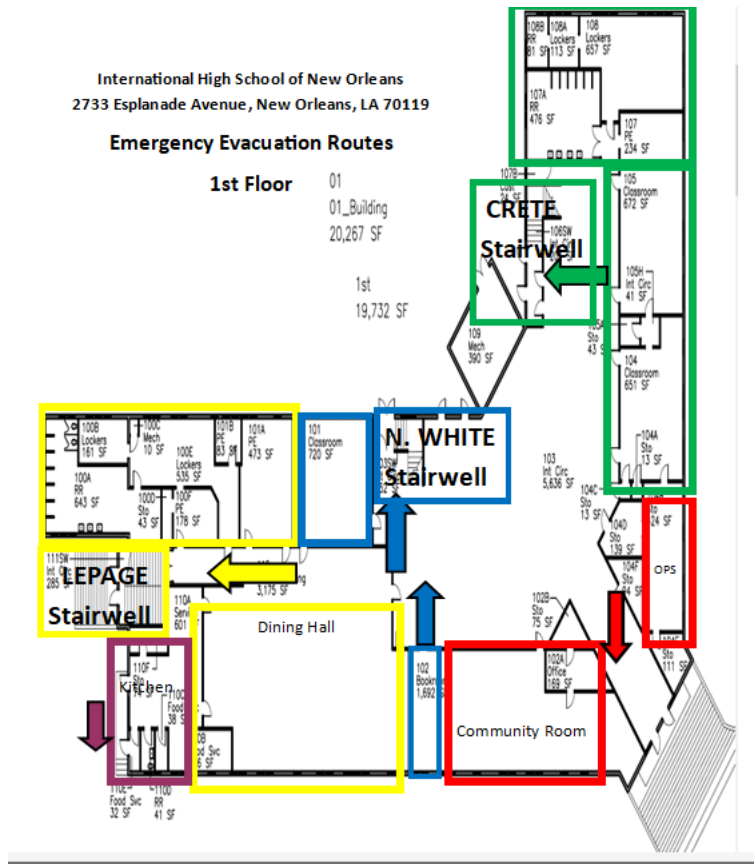 International High School of New Orleans
2733 Esplanade Avenue, New Orleans, LA 70119
Emergency Evacuation Routes
1st Floor
01
01_Building
20,267 SF
1st
19,732 SF
108B
RR
81 SF
108A
Lockers
113 SF
108
Lockers
657 SF
107A
RR
476 SF
107
PE
234 SF
107B
105
Classroom
672 SF
CRETE
Stairwell
106SW
Int Circ
105H
Int Circ
41 SF
Sto
43 SF
109
Mech
390 SF
104
Classroom
651 SF
104A
Sto
13 SF
100B
Lockers
161 SF
100C
Mech
10 SF
101B
PE
83 SF
101A
PE
473 SF
101
Classroom
720 SF
N. WHITE
Stairwell
100A
RR
643 SF
100E
Lockers
535 SF
100D
Sto
43 SF
100F
PE
178 SF
103
Int Circ
5,636 SF
104C
Sto
13 SF
24 SF
104D
Sto
139 SF
104F
OPS
111SW
285 SF
LEPAGE
Stairwell
3,175 SF
110A
601
Dining Hall
102B
Sto
75 SF
102A
Office
169 SF
Sto
111 SF
110F
Sto
Kitchen
Food
38 SF
102
1,692
Community Room
110E
Food Svc
32 SF
110D
RR
41 SF